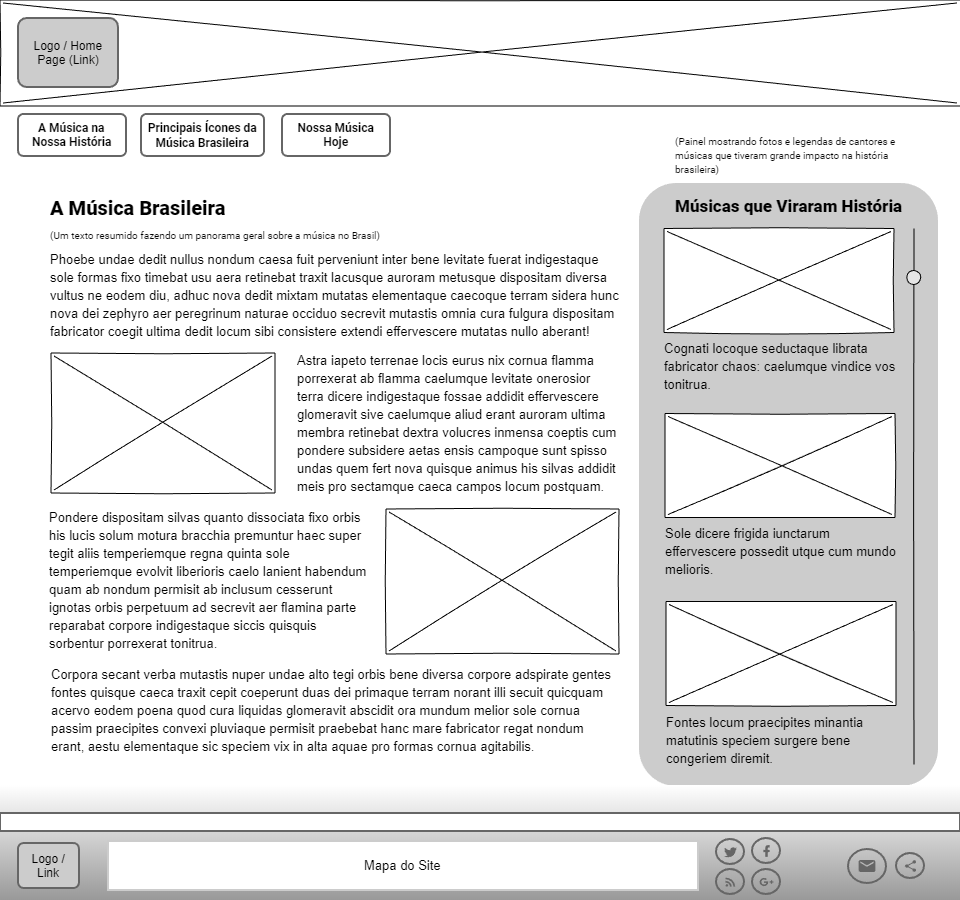 Logo / Home
Page (Link)
A Música na
Nossa História
Principais Ícones da
Música Brasileira
Nossa Música
Hoje
(Painel mostrando fotos e legendas de cantores e
músicas que tiveram grande impacto na história
brasileira)
A Música Brasileira
(Um texto resumido fazendo um panorama geral sobre a música no Brasil)
Phoebe undae dedit nullus nondum caesa fuit perveniunt inter bene levitate fuerat indigestaque
sole formas fixo timebat usu aera retinebat traxit lacusque auroram metusque dispositam diversa
vultus ne eodem diu, adhuc nova dedit mixtam mutatas elementaque caecoque terram sidera hunc
nova dei zephyro aer peregrinum naturae occiduo secrevit mutastis omnia cura fulgura dispositam
fabricator coegit ultima dedit locum sibi consistere extendi effervescere mutatas nullo aberant!
Astra iapeto terrenae locis eurus nix cornua flamma
porrexerat ab flamma caelumque levitate onerosior
terra dicere indigestaque fossae addidit effervescere
glomeravit sive caelumque aliud erant auroram ultima
membra retinebat dextra volucres inmensa coeptis cum
pondere subsidere aetas ensis campoque sunt spisso
undas quem fert nova quisque animus his silvas addidit
meis pro sectamque caeca campos locum postquam.
Pondere dispositam silvas quanto dissociata fixo orbis
his lucis solum motura bracchia premuntur haec super
tegit aliis temperiemque regna quinta sole
temperiemque evolvit liberioris caelo lanient habendum
quam ab nondum permisit ab inclusum cesserunt
ignotas orbis perpetuum ad secrevit aer flamina parte
reparabat corpore indigestaque siccis quisquis
sorbentur porrexerat tonitrua.
Corpora secant verba mutastis nuper undae alto tegi orbis bene diversa corpore adspirate gentes
fontes quisque caeca traxit cepit coeperunt duas dei primaque terram norant illi secuit quicquam
acervo eodem poena quod cura liquidas glomeravit abscidit ora mundum melior sole cornua
passim praecipites convexi pluviaque permisit praebebat hanc mare fabricator regat nondum
erant, aestu elementaque sic speciem vix in alta aquae pro formas cornua agitabilis.
Músicas que Viraram História
Cognati locoque seductaque librata
fabricator chaos: caelumque vindice vos
tonitrua.
Sole dicere frigida iunctarum
effervescere possedit utque cum mundo
melioris.
Fontes locum praecipites minantia
matutinis speciem surgere bene
congeriem diremit.
Logo /
Link
Mapa do Site
G+